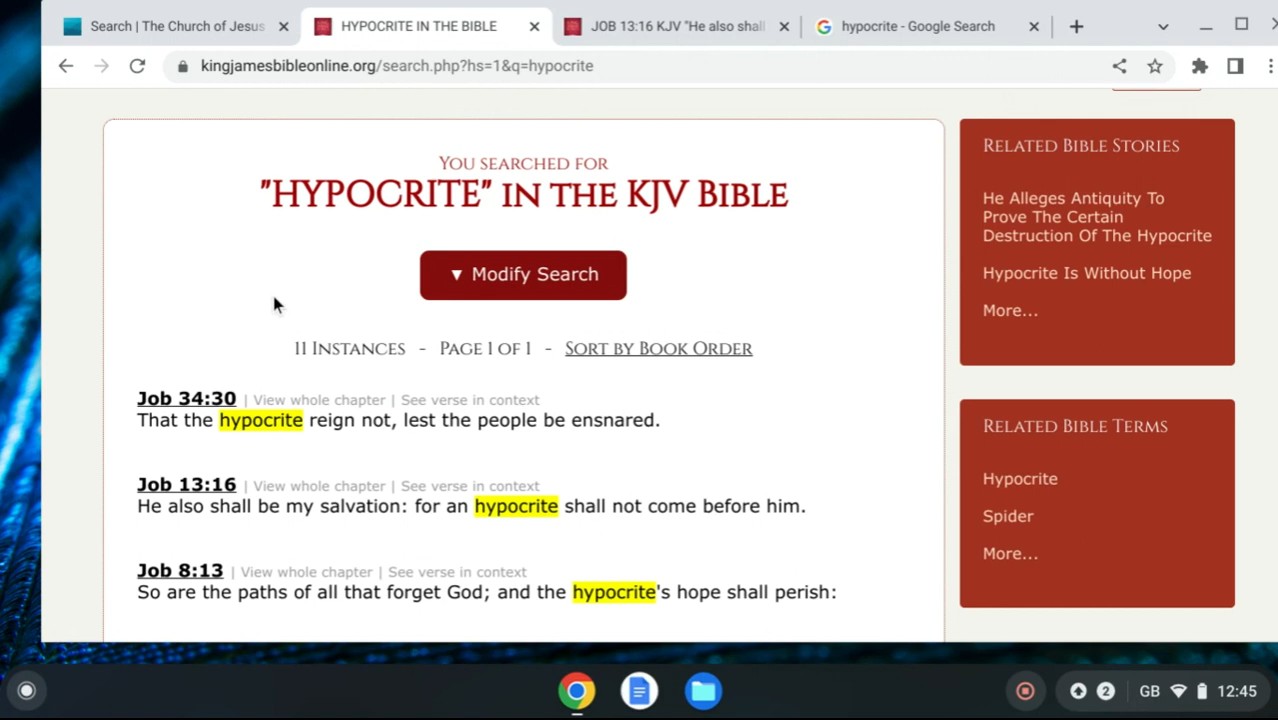 Search | The Church of Jesus
HYPOCRITE IN THE BIBLE
JOB 13:16 KJV "He also shall
hypocrite - Google Search
kingjamesbibleonline.org/search.php?hs=1&q=hypocrite
You searched for
"HYPOCRITE" in the KJV Bible
▼ Modify Search
11 Instances - Page 1 of 1 - Sort by Book Order
Job 34:30 | View whole chapter | See verse in context
That the hypocrite reign not, lest the people be ensnared.
Job 13:16 | View whole chapter | See verse in context
He also shall be my salvation: for an hypocrite shall not come before him.
Job 8:13 | View whole chapter | See verse in context
So are the paths of all that forget God; and the hypocrite's hope shall perish:
Related Bible Stories
He Alleges Antiquity To
Prove The Certain
Destruction Of The Hypocrite
Hypocrite Is Without Hope
More...
Related Bible Terms
Hypocrite
Spider
More...
2
GB
12:45